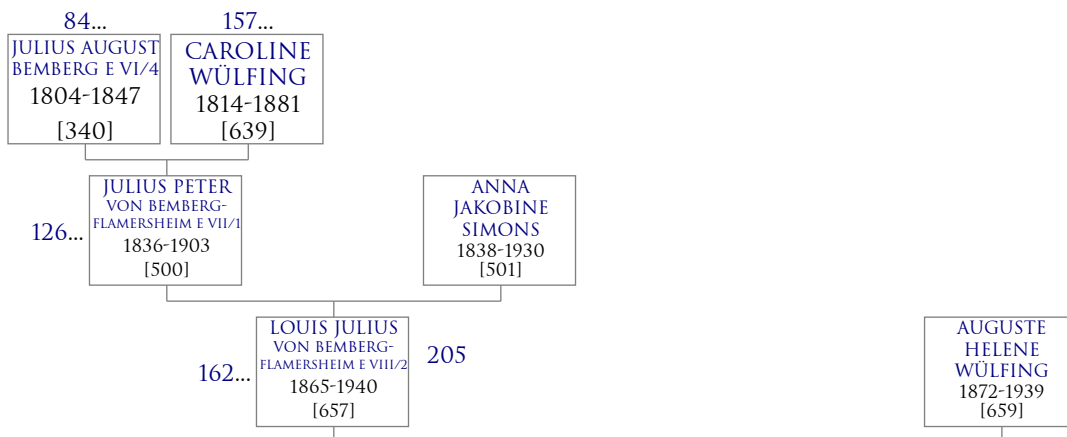 84...
JULIUS AUGUST
BEMBERG E VI/4
1804-1847
[340]
157...
CAROLINE
WÜLFING
1814-1881
[639]
126...
JULIUS PETER
VON BEMBERG-
FLAMERSHEIM E VII/1
1836-1903
[500]
ANNA
JAKOBINE
SIMONS
1838-1930
[501]
162...
LOUIS JULIUS
VON BEMBERG-
FLAMERSHEIM E VIII/2
1865-1940
[657]
205
AUGUSTE
HELENE
WÜLFING
1872-1939
[659]